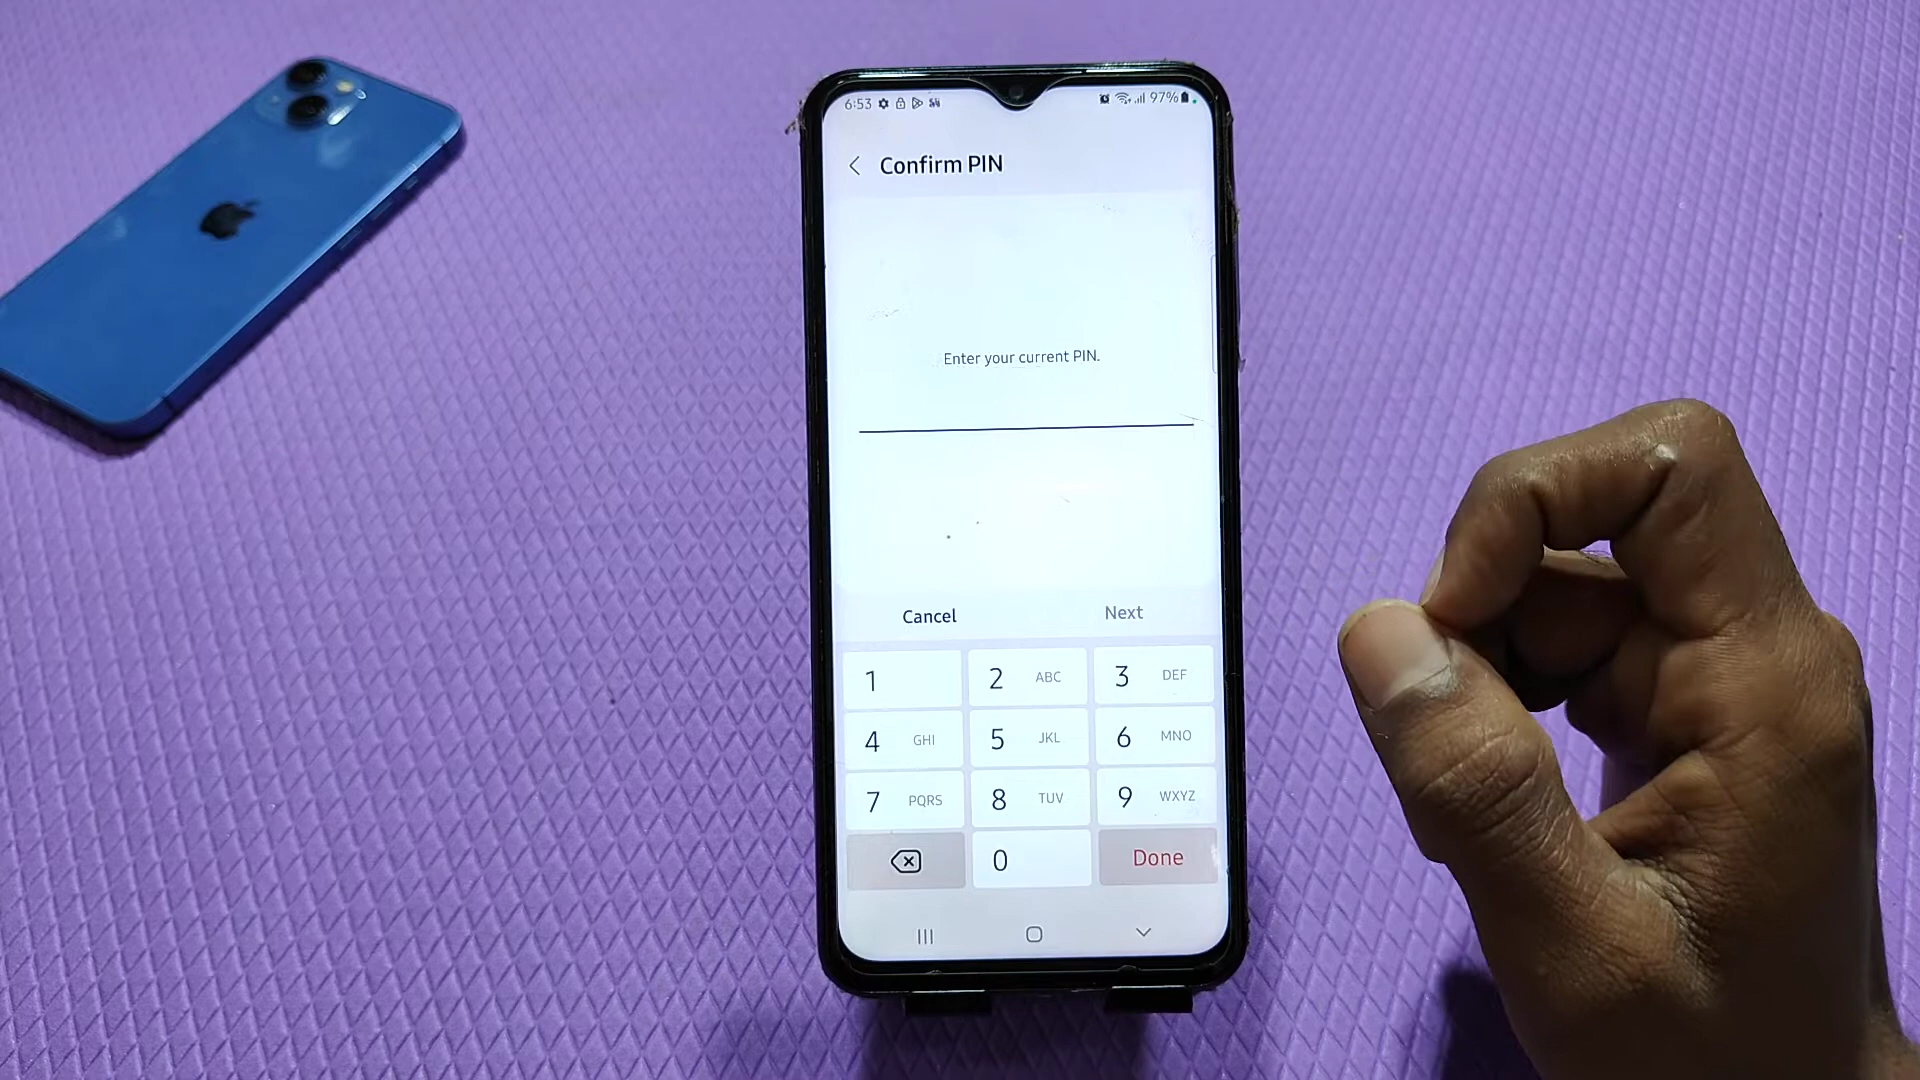 6:53 97%
Confirm PIN
Enter your current PIN.
Cancel Next
1 2 ABC 3 DEF
4 GHI 5 JKL 6 MNO
7 PQRS 8 TUV 9 WXYZ
0 Done